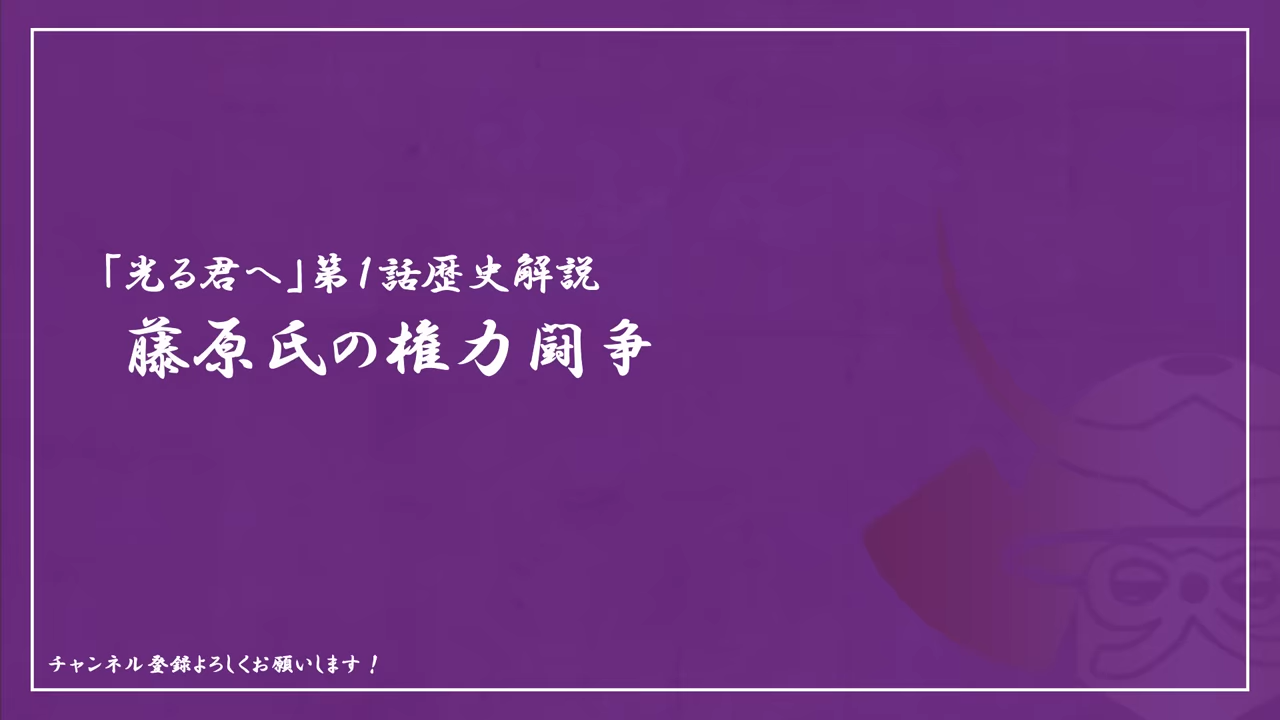 「光る君へ」第1話歴史解説
藤原氏の権力闘争
チャンネル登録よろしくお願いします！